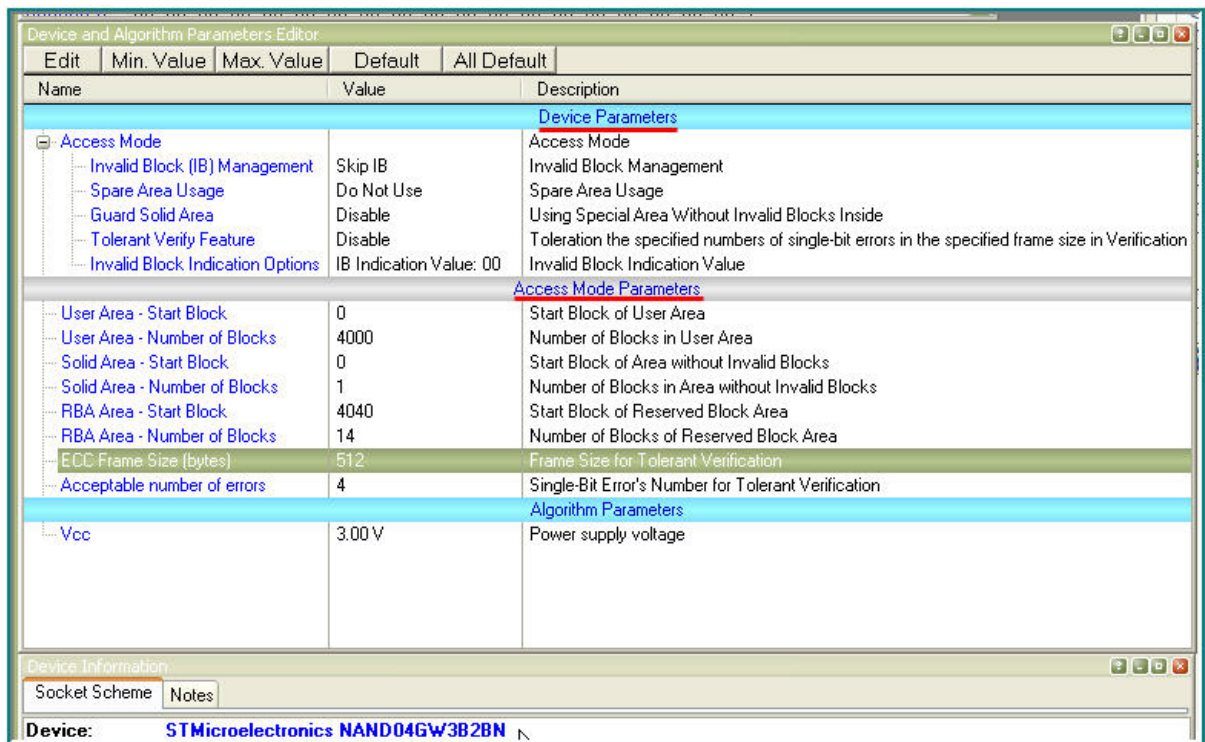 Device and Algorithm Parameters Editor
Edit Min. Value Max. Value Default All Default
Name Value Description
Device Parameters
Access Mode Access Mode
Invalid Block (IB) Management Skip IB Invalid Block Management
Spare Area Usage Do Not Use Spare Area Usage
Guard Solid Area Disable Using Special Area Without Invalid Blocks Inside
Tolerant Verify Feature Disable Toleration the specified numbers of single-bit errors in the specified frame size in Verification
Invalid Block Indication Options IB Indication Value: 00 Invalid Block Indication Value
Access Mode Parameters
User Area - Start Block 0 Start Block of User Area
User Area - Number of Blocks 4000 Number of Blocks in User Area
Solid Area - Start Block 0 Start Block of Area without Invalid Blocks
Solid Area - Number of Blocks 1 Number of Blocks in Area without Invalid Blocks
RBA Area - Start Block 4040 Start Block of Reserved Block Area
RBA Area - Number of Blocks 14 Number of Blocks of Reserved Block Area
ECC Frame Size (bytes) 512 Frame Size for Tolerant Verification
Acceptable number of errors 4 Single-Bit Error's Number for Tolerant Verification
Algorithm Parameters
Vcc 3.00 V Power supply voltage
Device Information
Socket Scheme Notes
Device: STMicroelectronics NAND04GW3B2BN